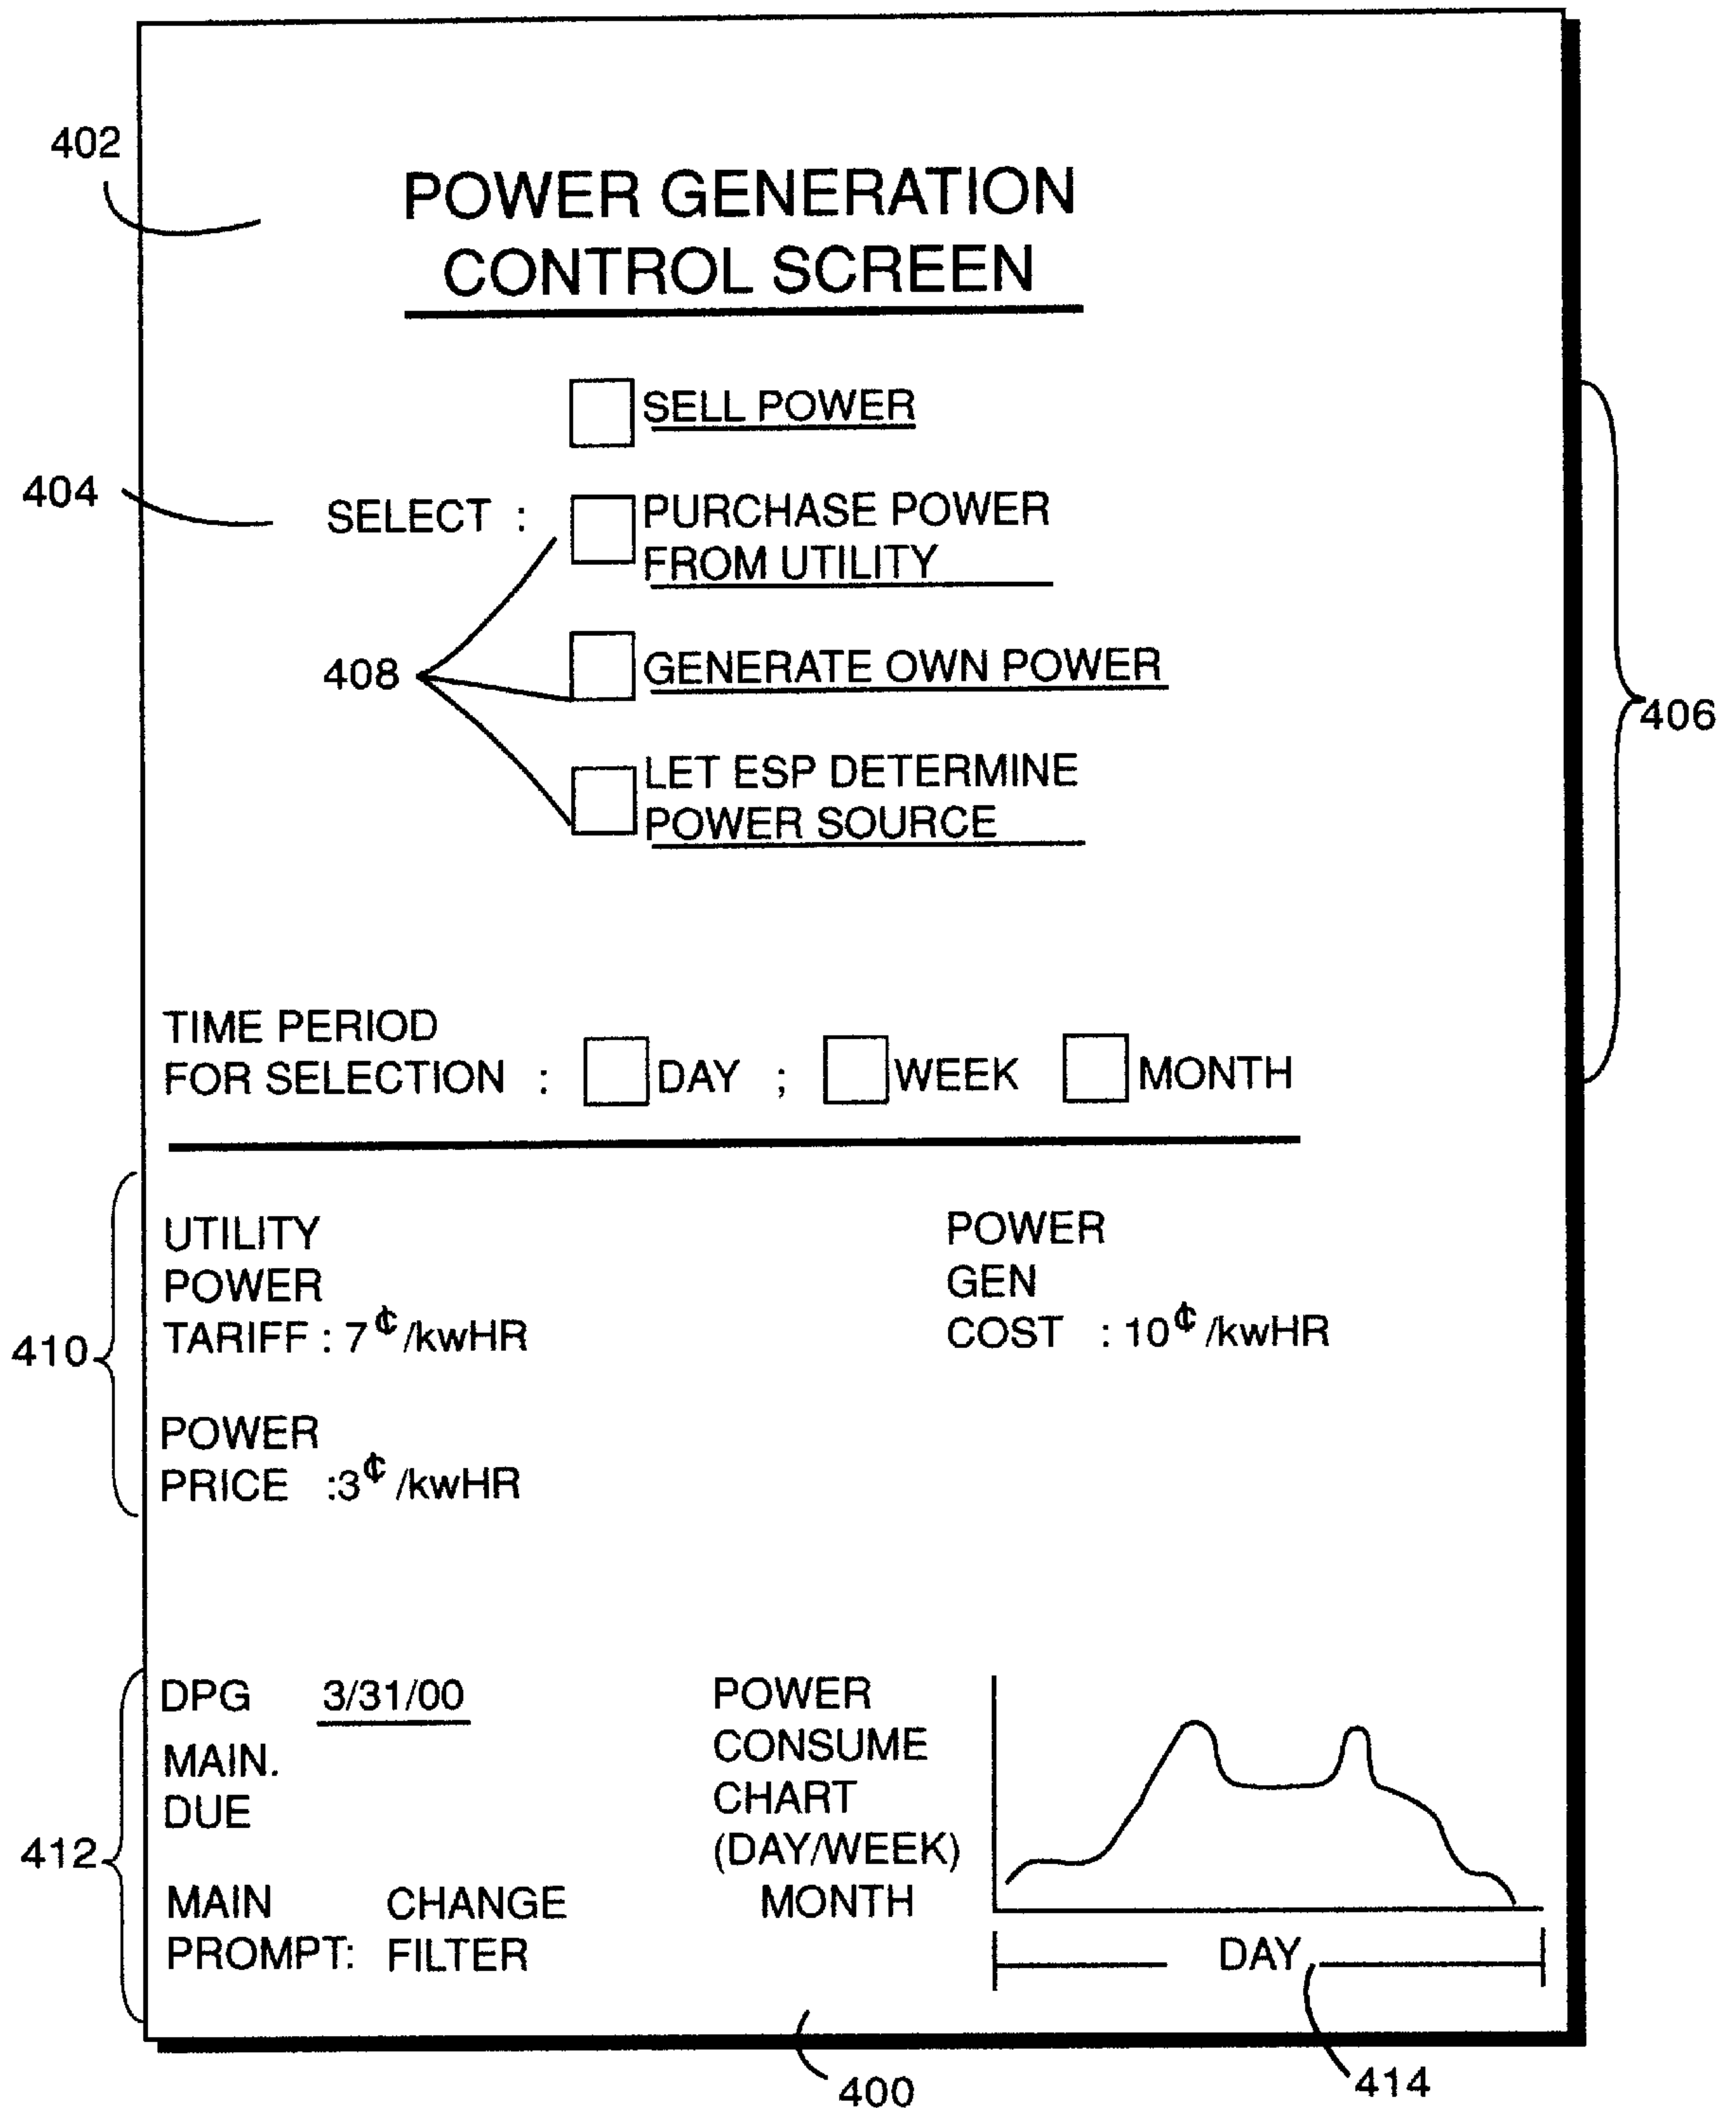 402
POWER GENERATION
CONTROL SCREEN
SELL POWER
404
SELECT :
PURCHASE POWER
FROM UTILITY
408
GENERATE OWN POWER
406
LET ESP DETERMINE
POWER SOURCE
TIME PERIOD
FOR SELECTION : DAY ; WEEK MONTH
410
UTILITY
POWER
TARIFF : 7¢/kwHR
POWER
GEN
COST : 10¢/kwHR
POWER
PRICE :3¢/kwHR
412
DPG 3/31/00
MAIN.
DUE
MAIN CHANGE
PROMPT: FILTER
POWER
CONSUME
CHART
(DAY/WEEK)
MONTH
DAY
400
414